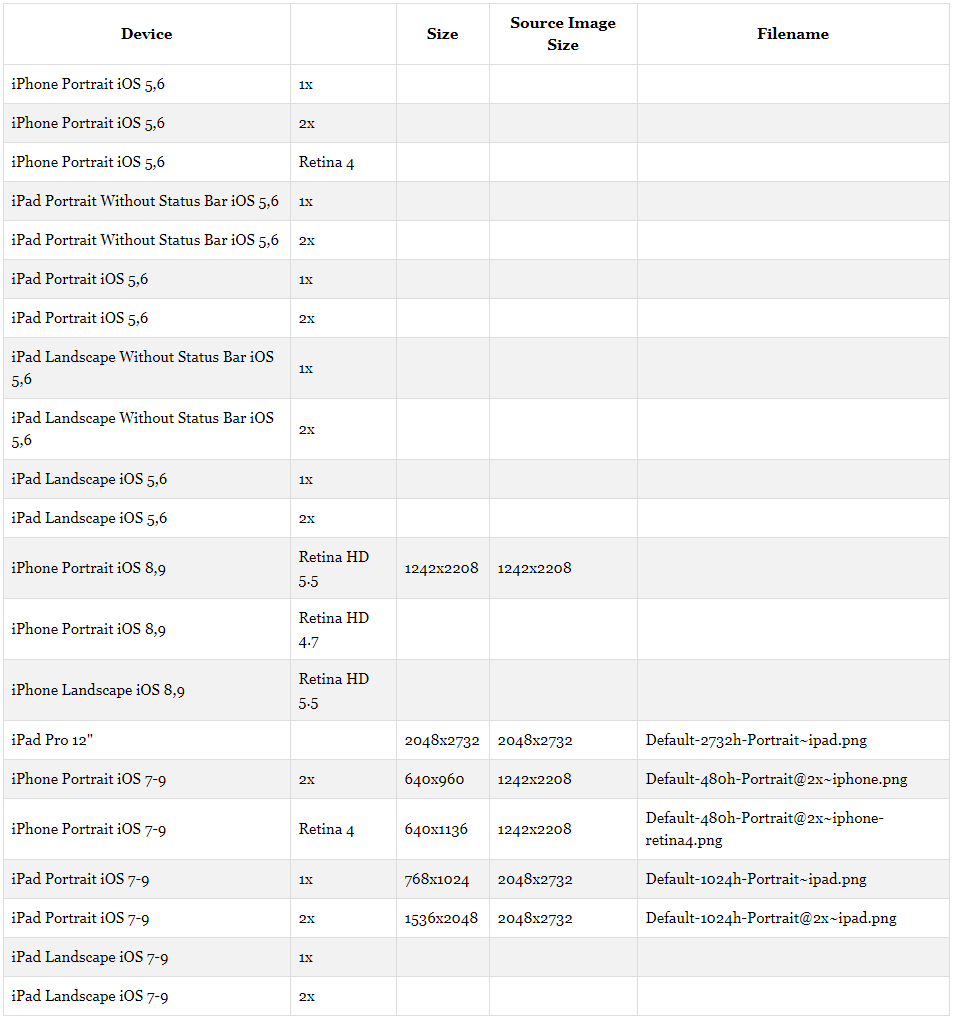 Device Size Source Image Size Filename
iPhone Portrait iOS 5,6 1x
iPhone Portrait iOS 5,6 2x
iPhone Portrait iOS 5,6 Retina 4
iPad Portrait Without Status Bar iOS 5,6 1x
iPad Portrait Without Status Bar iOS 5,6 2x
iPad Portrait iOS 5,6 1x
iPad Portrait iOS 5,6 2x
iPad Landscape Without Status Bar iOS 5,6 1x
iPad Landscape Without Status Bar iOS 5,6 2x
iPad Landscape iOS 5,6 1x
iPad Landscape iOS 5,6 2x
iPhone Portrait iOS 8,9 Retina HD 5.5 1242x2208 1242x2208
iPhone Portrait iOS 8,9 Retina HD 4.7
iPhone Landscape iOS 8,9 Retina HD 5.5
iPad Pro 12" 2048x2732 2048x2732 Default-2732h-Portrait~ipad.png
iPhone Portrait iOS 7-9 2x 640x960 1242x2208 Default-480h-Portrait@2x~iphone.png
iPhone Portrait iOS 7-9 Retina 4 640x1136 1242x2208 Default-480h-Portrait@2x~iphone-retina4.png
iPad Portrait iOS 7-9 1x 768x1024 2048x2732 Default-1024h-Portrait~ipad.png
iPad Portrait iOS 7-9 2x 1536x2048 2048x2732 Default-1024h-Portrait@2x~ipad.png
iPad Landscape iOS 7-9 1x
iPad Landscape iOS 7-9 2x